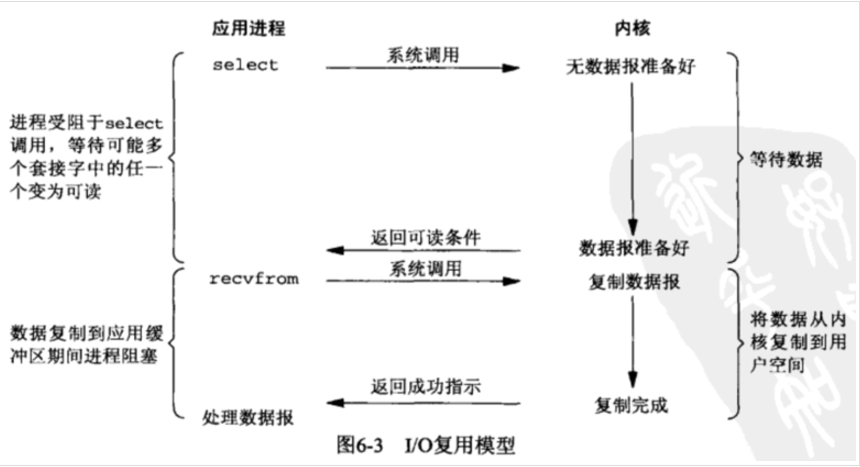 应用进程
内核
select
系统调用
无数据报准备好
进程受阻于select
调用，等待可能多
个套接字中的任一
个变为可读
等待数据
返回可读条件
数据报准备好
recvfrom
系统调用
复制数据报
数据复制到应用缓
冲区期间进程阻塞
将数据从内
核复制到用
户空间
返回成功指示
复制完成
处理数据报
图6-3 I/O复用模型